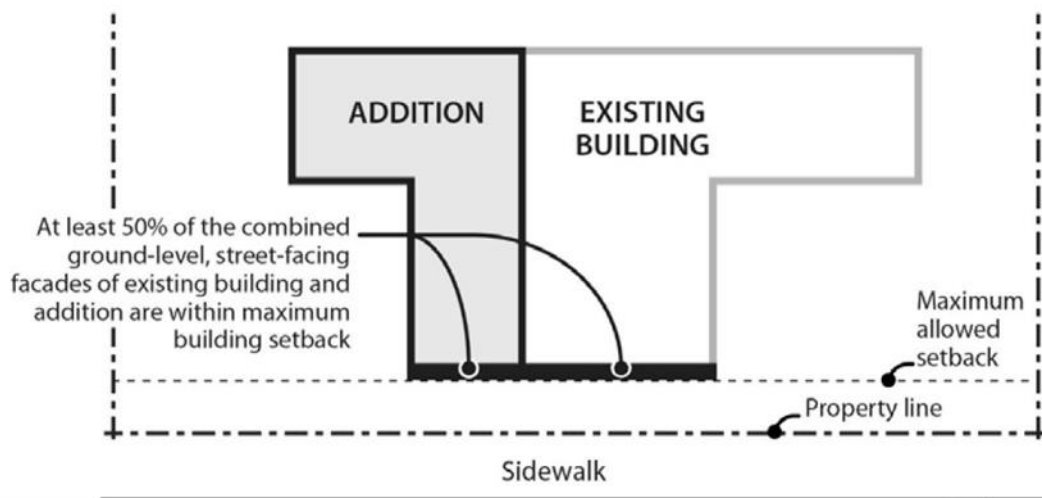 ADDITION
EXISTING
BUILDING
At least 50% of the combined
ground-level, street-facing
facades of existing building and
addition are within maximum
building setback
Maximum
allowed
setback
Property line
Sidewalk